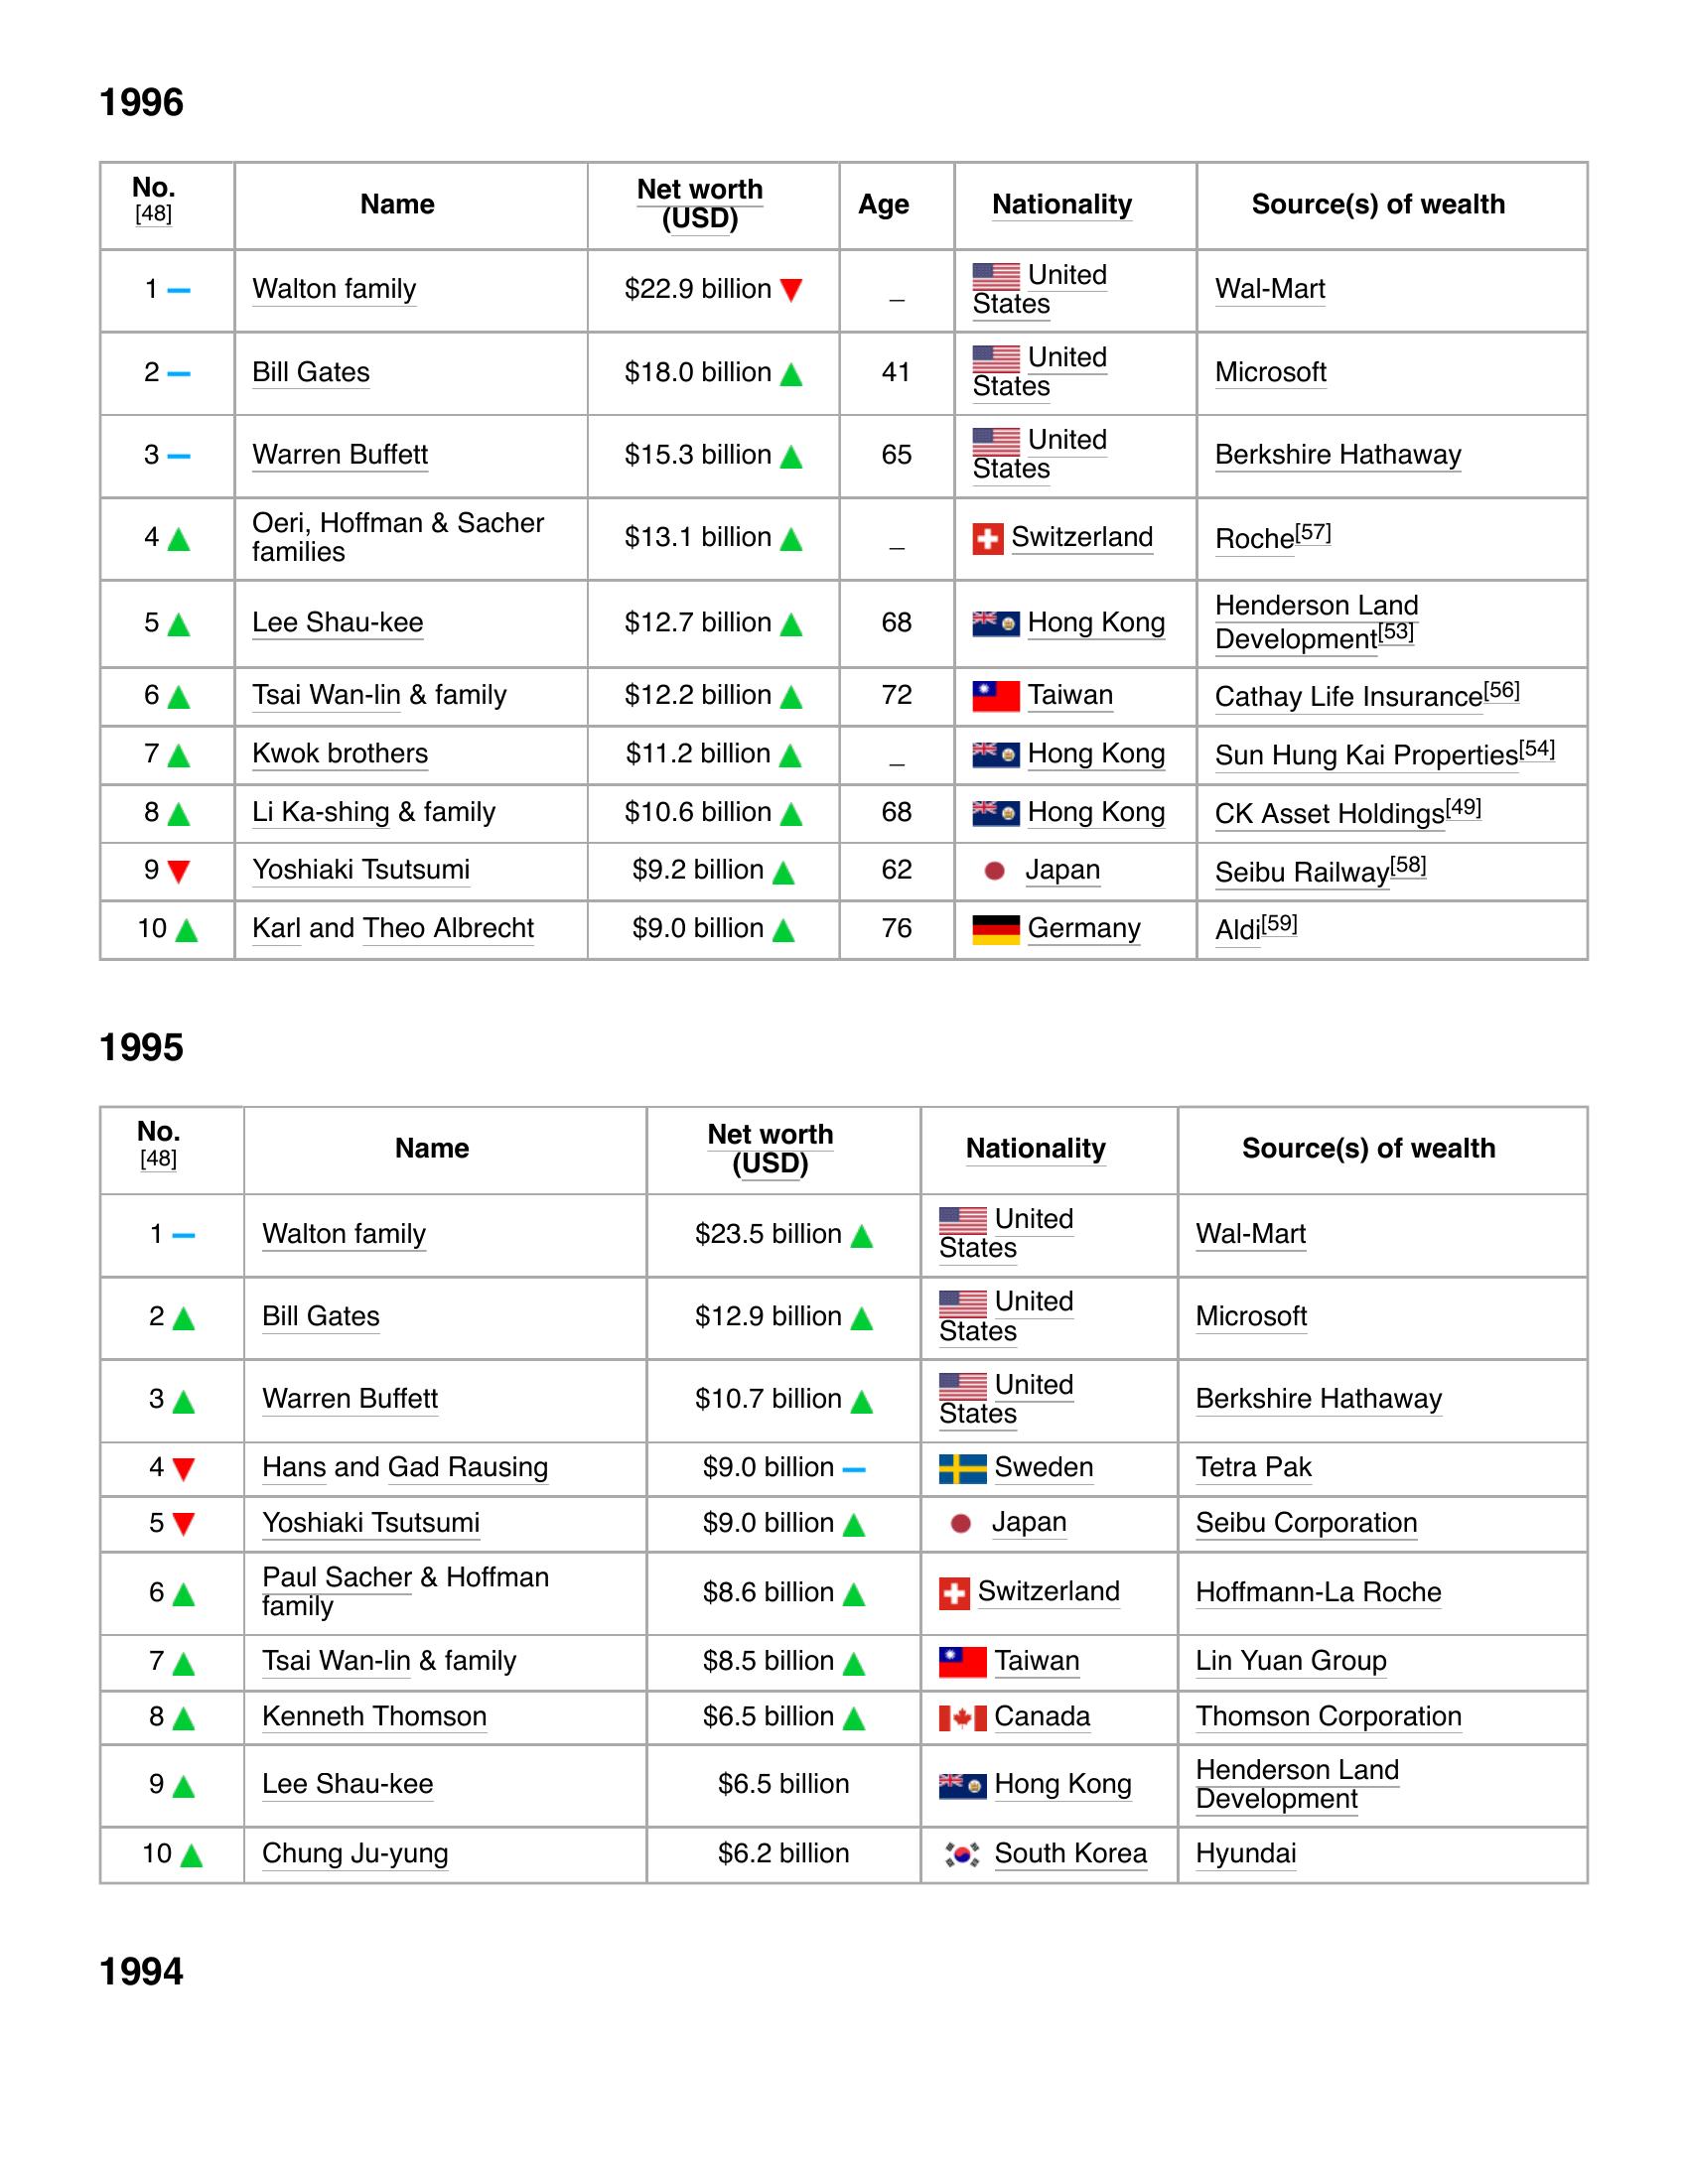 1996
No. Name Net worth Age Nationality Source(s) of wealth
[48] (USD)
1 Walton family $22.9 billion _ United States Wal-Mart
2 Bill Gates $18.0 billion 41 United States Microsoft
3 Warren Buffett $15.3 billion 65 United States Berkshire Hathaway
4 Oeri, Hoffman & Sacher families $13.1 billion _ Switzerland Roche[57]
5 Lee Shau-kee $12.7 billion 68 Hong Kong Henderson Land Development[53]
6 Tsai Wan-lin & family $12.2 billion 72 Taiwan Cathay Life Insurance[56]
7 Kwok brothers $11.2 billion _ Hong Kong Sun Hung Kai Properties[54]
8 Li Ka-shing & family $10.6 billion 68 Hong Kong CK Asset Holdings[49]
9 Yoshiaki Tsutsumi $9.2 billion 62 Japan Seibu Railway[58]
10 Karl and Theo Albrecht $9.0 billion 76 Germany Aldi[59]
1995
No. Name Net worth Nationality Source(s) of wealth
[48] (USD)
1 Walton family $23.5 billion United States Wal-Mart
2 Bill Gates $12.9 billion United States Microsoft
3 Warren Buffett $10.7 billion United States Berkshire Hathaway
4 Hans and Gad Rausing $9.0 billion Sweden Tetra Pak
5 Yoshiaki Tsutsumi $9.0 billion Japan Seibu Corporation
6 Paul Sacher & Hoffman family $8.6 billion Switzerland Hoffmann-La Roche
7 Tsai Wan-lin & family $8.5 billion Taiwan Lin Yuan Group
8 Kenneth Thomson $6.5 billion Canada Thomson Corporation
9 Lee Shau-kee $6.5 billion Hong Kong Henderson Land Development
10 Chung Ju-yung $6.2 billion South Korea Hyundai
1994